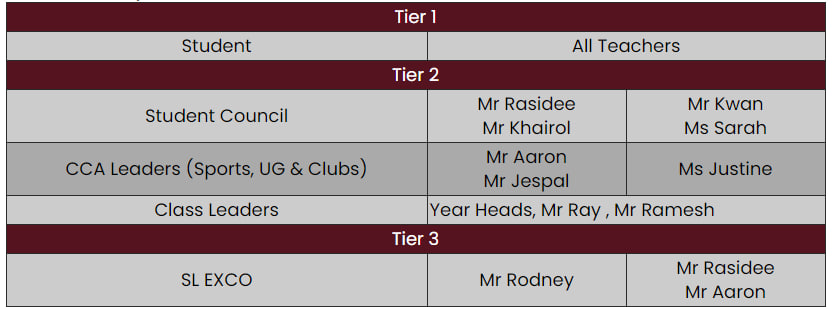 Tier 1
Student
All Teachers
Tier 2
Student Council
Mr Rasidee
Mr Khairol
Mr Kwan
Ms Sarah
CCA Leaders (Sports, UG & Clubs)
Mr Aaron
Mr Jespal
Ms Justine
Class Leaders
Year Heads, Mr Ray , Mr Ramesh
Tier 3
SL EXCO
Mr Rodney
Mr Rasidee
Mr Aaron